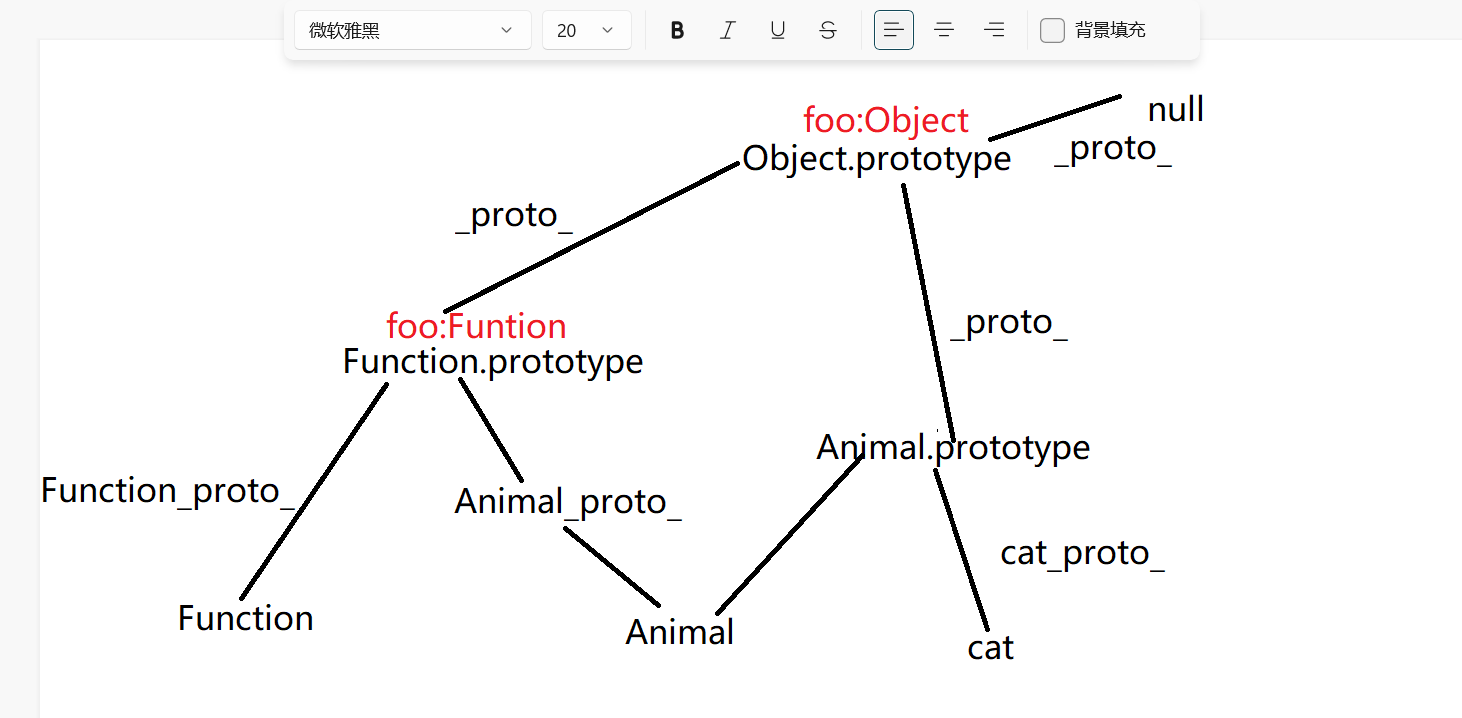 微软雅黑
20
B
I
U
S
背景填充
null
foo:Object
Object.prototype
_proto_
_proto_
foo:Funtion
_proto_
Function.prototype
Animal.prototype
Function_proto_
Animal_proto_
cat_proto_
Function
Animal
cat